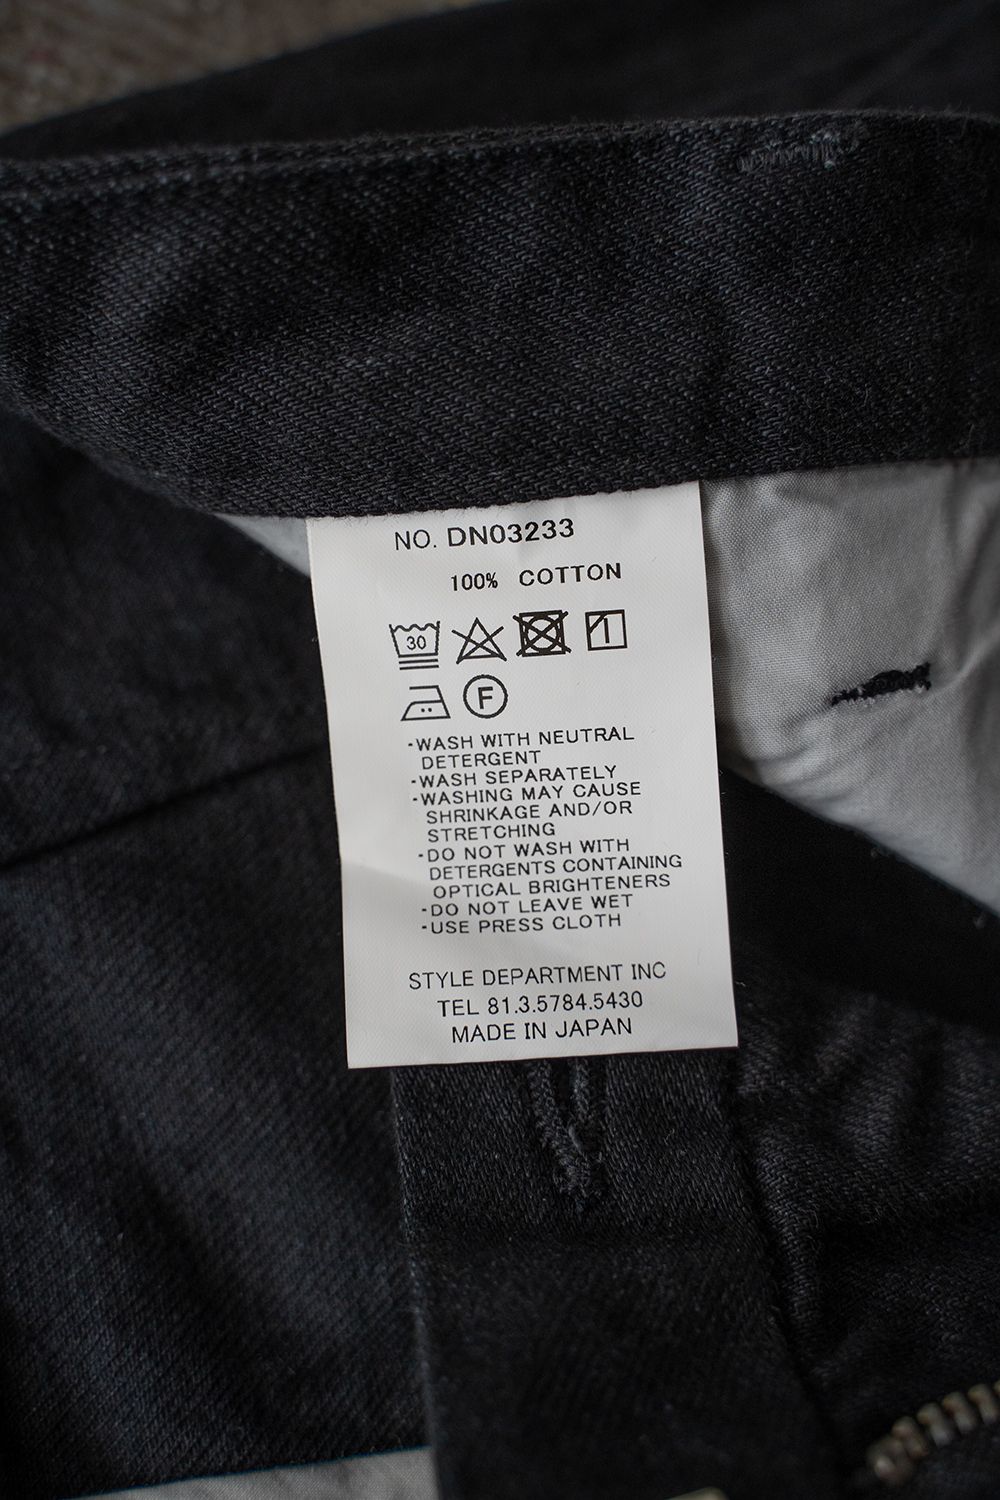 NO. DN03233
100% COTTON
30
F
-WASH WITH NEUTRAL
DETERGENT
-WASH SEPARATELY
-WASHING MAY CAUSE
SHRINKAGE AND/OR
STRETCHING
-DO NOT WASH WITH
DETERGENTS CONTAINING
OPTICAL BRIGHTENERS
-DO NOT LEAVE WET
-USE PRESS CLOTH
STYLE DEPARTMENT INC
TEL 81.3.5784.5430
MADE IN JAPAN